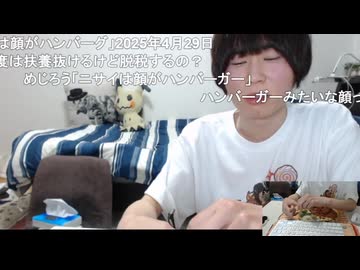 は顔がハンバーグ」2025年4月29日
度は扶養抜けるけど脱税するの？
めじろう「ニサイは顔がハンバーガー」
ハンバーガーみたいな顔っ